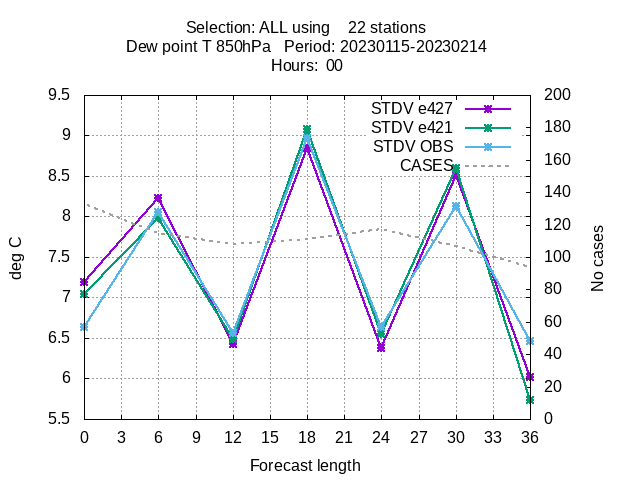 Selection: ALL using    22 stations
Dew point T 850hPa   Period: 20230115-20230214
Hours:  00
9.5 200
STDV e427
9 180
STDV e421
STDV OBS
8.5 160
CASES
140
8 120
7.5 100
7 80
6.5 60
40
6 20
5.5 0
deg C
No cases
0 3 6 9 12 15 18 21 24 27 30 33 36
Forecast length